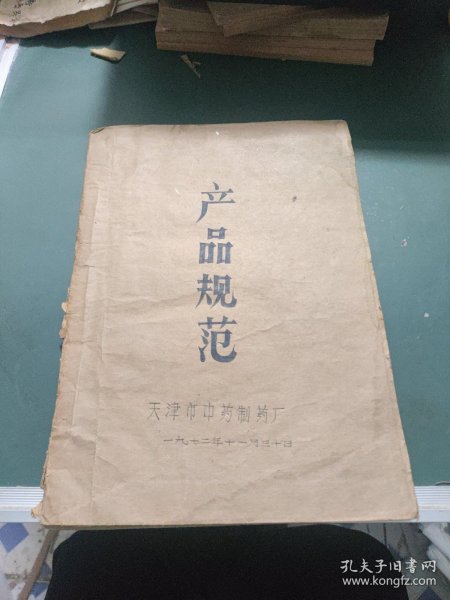 产品规范
天津市中药制药厂
一九七二年十一月三十日
孔夫子旧书网
www.kongfz.com